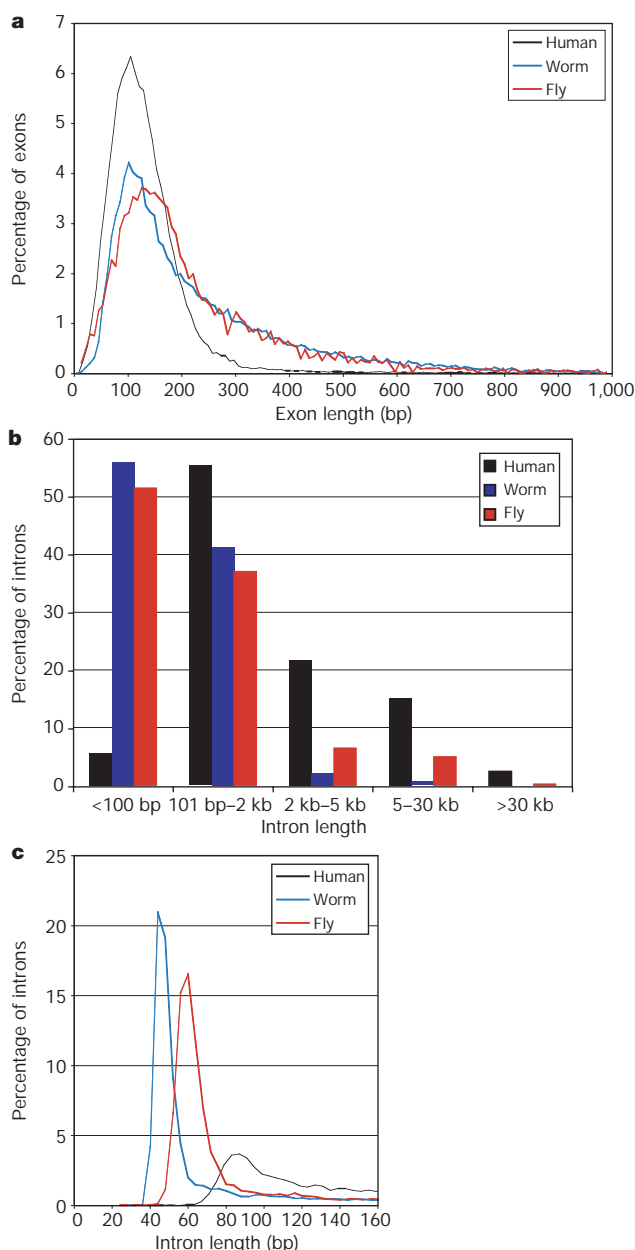 a
7
6
5
4
3
2
1
0
Percentage of exons
Human
Worm
Fly
0 100 200 300 400 500 600 700 800 900 1,000
Exon length (bp)
b
60
50
40
30
20
10
0
Percentage of introns
Human
Worm
Fly
<100 bp 101 bp–2 kb 2 kb–5 kb 5–30 kb >30 kb
Intron length
c
25
20
15
10
5
0
Percentage of introns
Human
Worm
Fly
0 20 40 60 80 100 120 140 160
Intron length (bp)